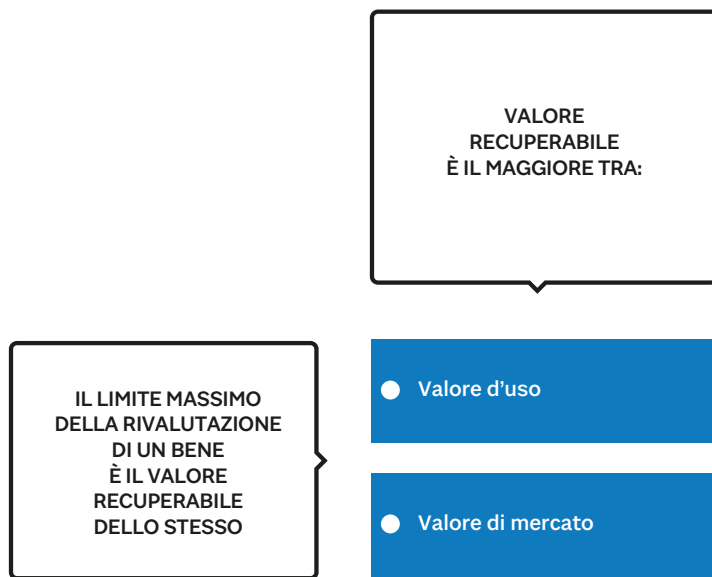 VALORE
RECUPERABILE
È IL MAGGIORE TRA:
IL LIMITE MASSIMO
DELLA RIVALUTAZIONE
DI UN BENE
È IL VALORE
RECUPERABILE
DELLO STESSO
Valore d’uso
Valore di mercato